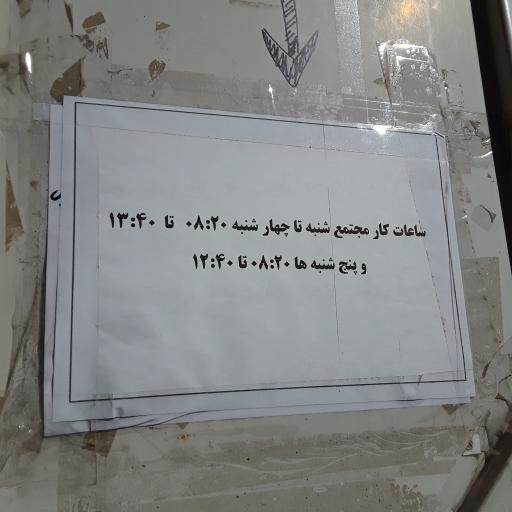 ساعات کار مجتمع شنبه تا چهار شنبه ۰۸:۲۰ تا ۱۳:۴۰
و پنج شنبه ها ۰۸:۲۰ تا ۱۲:۴۰